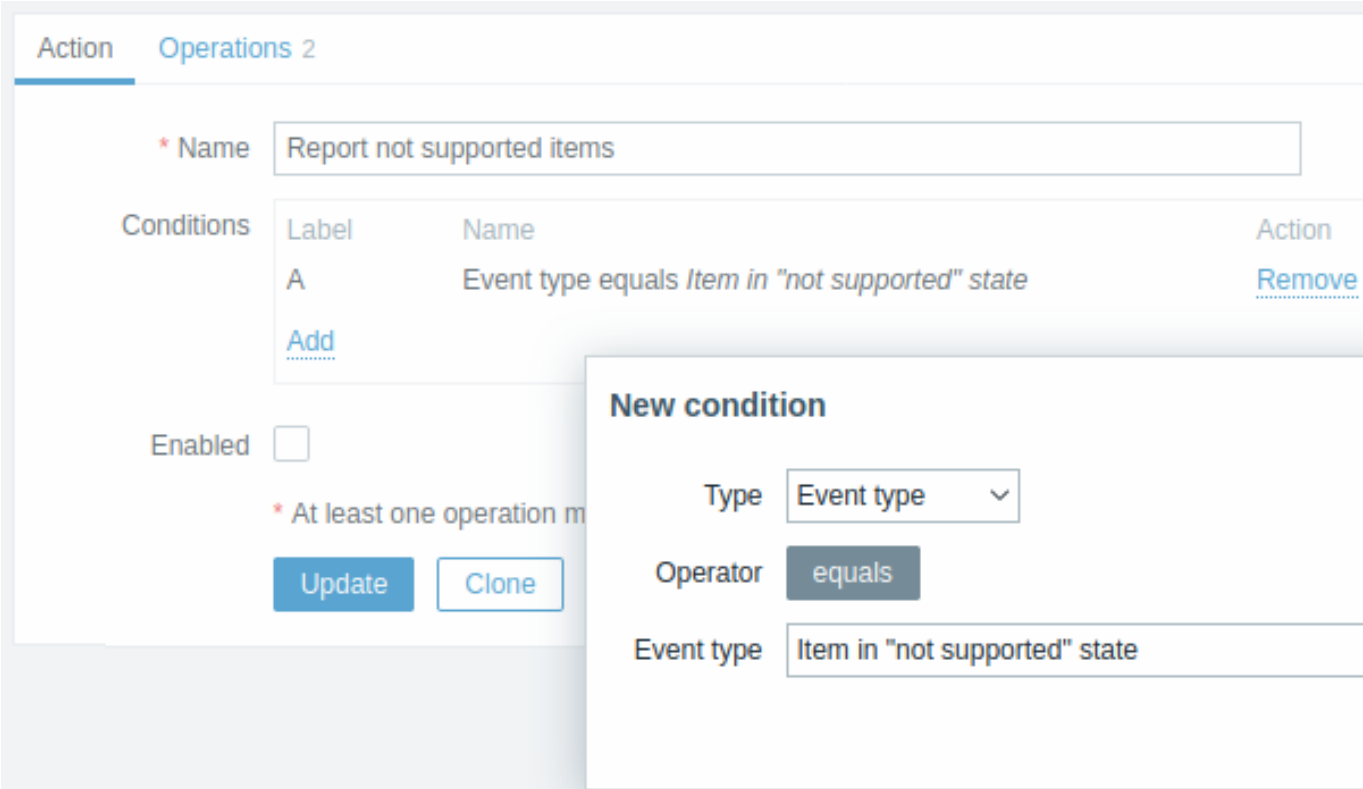 Action Operations 2
* Name Report not supported items
Conditions Label Name Action
A Event type equals Item in "not supported" state Remove
Add
New condition
Enabled
Type Event type
* At least one operation
Operator equals
Update Clone
Event type Item in "not supported" state